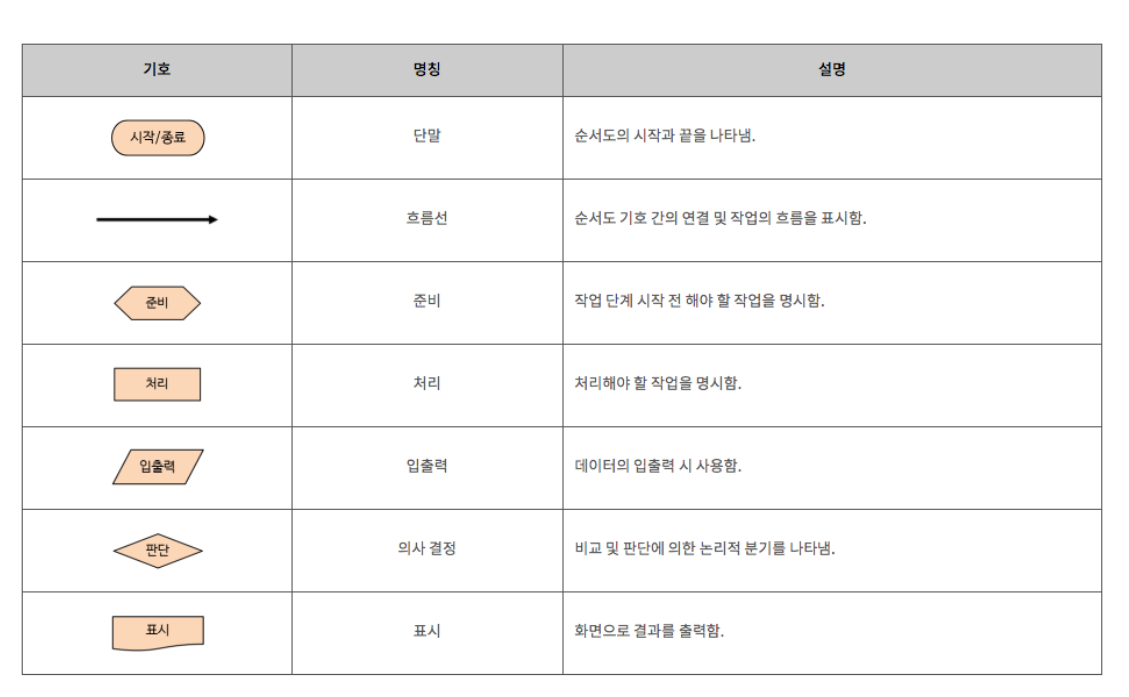 기호 명칭 설명
시작/종료 단말 순서도의 시작과 끝을 나타냄.
흐름선 순서도 기호 간의 연결 및 작업의 흐름을 표시함.
준비 준비 작업 단계 시작 전 해야 할 작업을 명시함.
처리 처리 처리해야 할 작업을 명시함.
입출력 입출력 데이터의 입출력 시 사용함.
판단 의사 결정 비교 및 판단에 의한 논리적 분기를 나타냄.
표시 표시 화면으로 결과를 출력함.